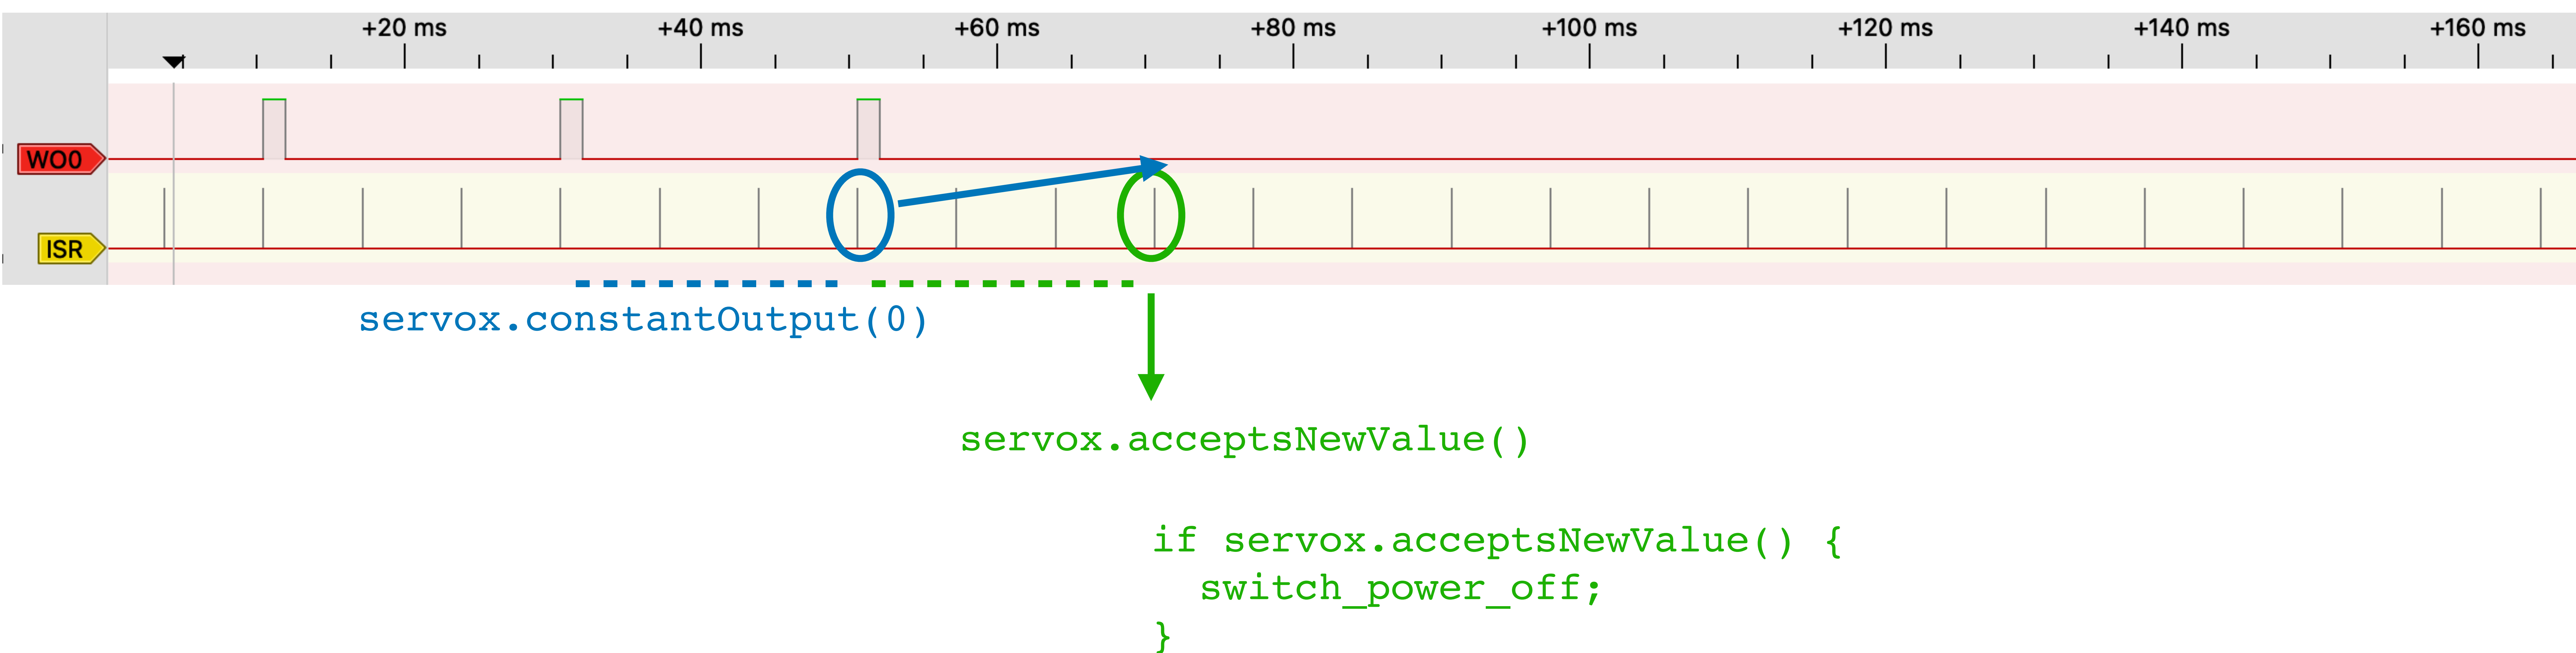 +20 ms +40 ms +60 ms +80 ms +100 ms +120 ms +140 ms +160 ms
WO0
ISR
servox.constantOutput(0)
servox.acceptsNewValue()
if servox.acceptsNewValue() {
switch_power_off;
}